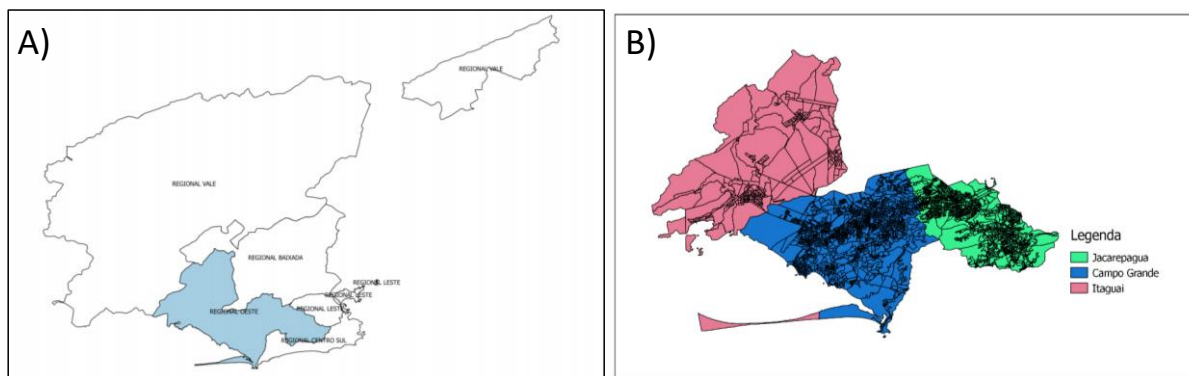 A)
REGIONAL VALE
REGIONAL VALE
REGIONAL BAIXADA
REGIONAL LESTE
REGIONAL LESTE
REGIONAL LESTE
REGIONAL OESTE
REGIONAL CENTRO SUL
B)
Legenda
Jacarepagua
Campo Grande
Itaguai